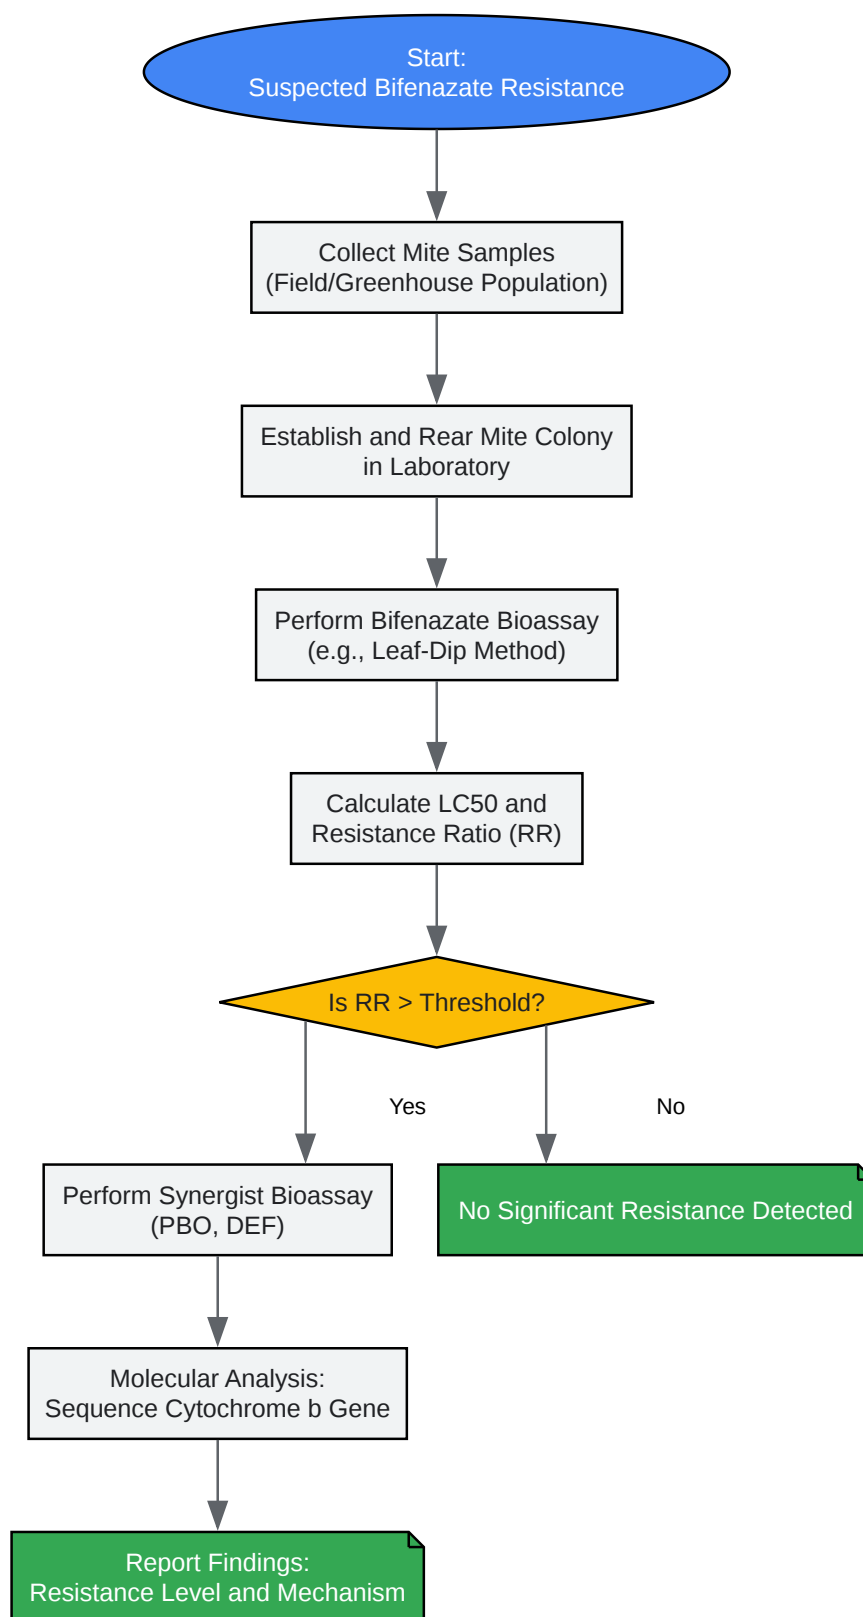 Start:
Suspected Bifenazate Resistance
Collect Mite Samples
(Field/Greenhouse Population)
Establish and Rear Mite Colony
in Laboratory
Perform Bifenazate Bioassay
(e.g., Leaf-Dip Method)
Calculate LC50 and
Resistance Ratio (RR)
Is RR > Threshold?
Yes
No
Perform Synergist Bioassay
(PBO, DEF)
No Significant Resistance Detected
Molecular Analysis:
Sequence Cytochrome b Gene
Report Findings:
Resistance Level and Mechanism